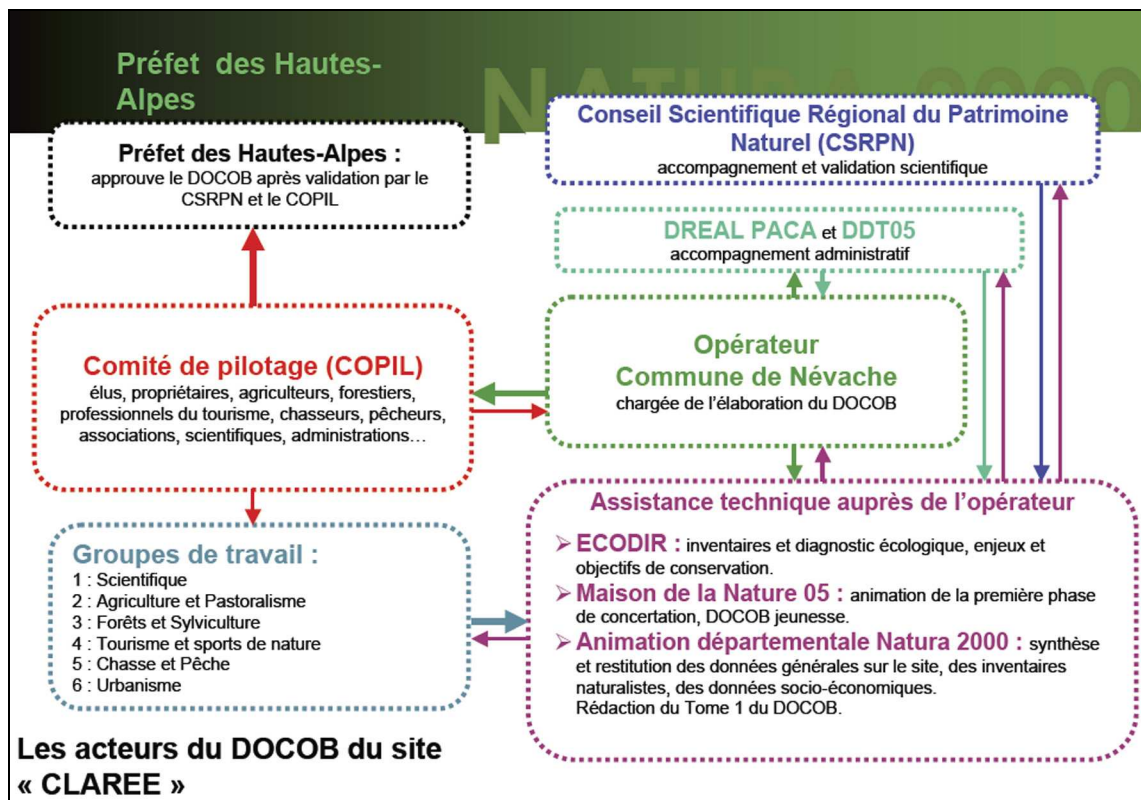 Préfet des Hautes-
Alpes
NATURA 2000
Préfet des Hautes-Alpes :
approuve le DOCOB après validation par le
CSRPN et le COPIL
Conseil Scientifique Régional du Patrimoine
Naturel (CSRPN)
accompagnement et validation scientifique
DREAL PACA et DDT05
accompagnement administratif
Comité de pilotage (COPIL)
élus, propriétaires, agriculteurs, forestiers,
professionnels du tourisme, chasseurs, pêcheurs,
associations, scientifiques, administrations…
Opérateur
Commune de Névache
chargée de l’élaboration du DOCOB
Groupes de travail :
1 : Scientifique
2 : Agriculture et Pastoralisme
3 : Forêts et Sylviculture
4 : Tourisme et sports de nature
5 : Chasse et Pêche
6 : Urbanisme
Assistance technique auprès de l’opérateur
➢ ECODIR : inventaires et diagnostic écologique, enjeux et
objectifs de conservation.
➢ Maison de la Nature 05 : animation de la première phase
de concertation, DOCOB jeunesse.
➢ Animation départementale Natura 2000 : synthèse
et restitution des données générales sur le site, des inventaires
naturalistes, des données socio-économiques.
Rédaction du Tome 1 du DOCOB.
Les acteurs du DOCOB du site
« CLAREE »